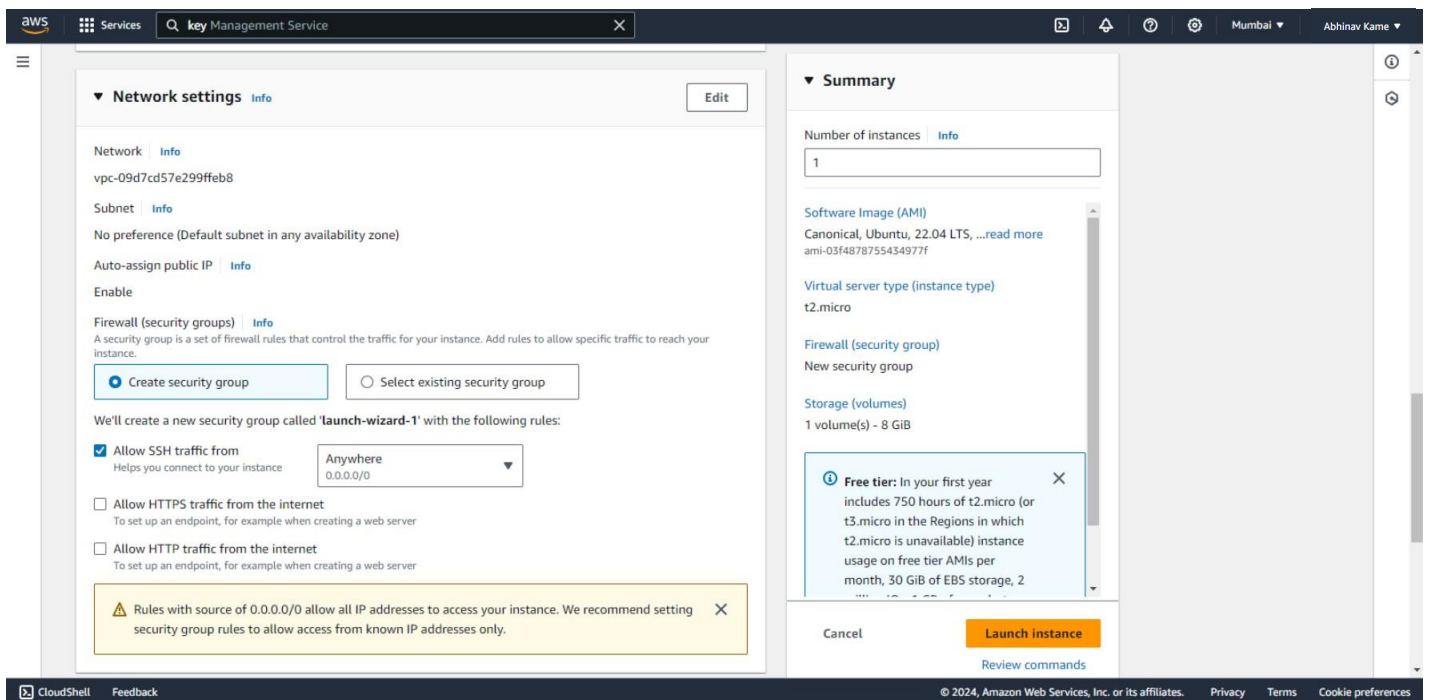 aws Services key Management Service Mumbai ▼ Abhinav Kame ▼
▼ Network settings Info
Edit
Network Info
vpc-09d7cd57e299ffeb8
Subnet Info
No preference (Default subnet in any availability zone)
Auto-assign public IP Info
Enable
Firewall (security groups) Info
A security group is a set of firewall rules that control the traffic for your instance. Add rules to allow specific traffic to reach your
instance.
Create security group
Select existing security group
We'll create a new security group called 'launch-wizard-1' with the following rules:
Allow SSH traffic from
Helps you connect to your instance
Anywhere
0.0.0.0/0
Allow HTTPS traffic from the internet
To set up an endpoint, for example when creating a web server
Allow HTTP traffic from the internet
To set up an endpoint, for example when creating a web server
Rules with source of 0.0.0.0/0 allow all IP addresses to access your instance. We recommend setting
security group rules to allow access from known IP addresses only.
▼ Summary
Number of instances Info
1
Software Image (AMI)
Canonical, Ubuntu, 22.04 LTS, ...read more
ami-03f4878755434977f
Virtual server type (instance type)
t2.micro
Firewall (security group)
New security group
Storage (volumes)
1 volume(s) - 8 GiB
Free tier: In your first year
includes 750 hours of t2.micro (or
t3.micro in the Regions in which
t2.micro is unavailable) instance
usage on free tier AMIs per
month, 30 GiB of EBS storage, 2
Cancel
Launch instance
Review commands
CloudShell Feedback © 2024, Amazon Web Services, Inc. or its affiliates. Privacy Terms Cookie preferences